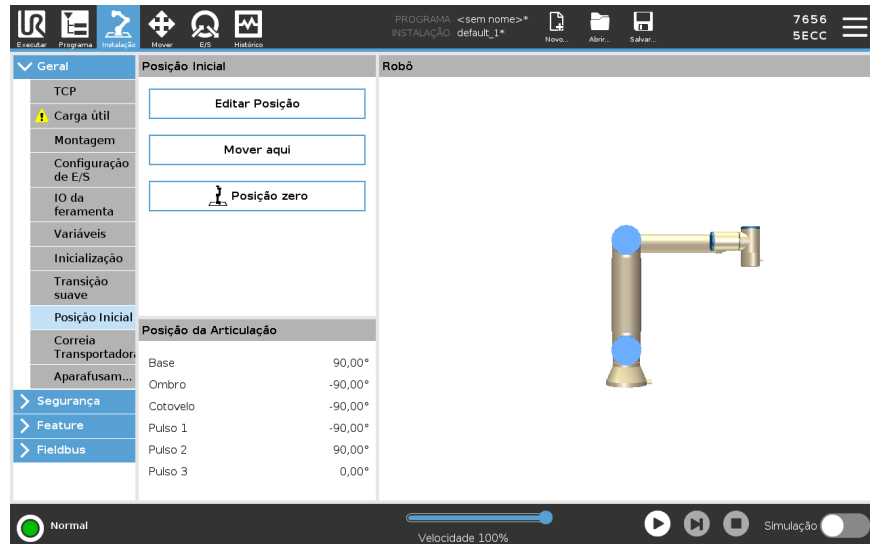 UR
PROGRAMA <sem nome>*
INSTALAÇÃO default_1*
7656
5ECC
Executar Programa Instalação Mover E/S Histórico Novo... Abrir... Salvar...
Geral
TCP
Carga útil
Montagem
Configuração
de E/S
IO da
ferramenta
Variáveis
Inicialização
Transição
suave
Posição Inicial
Correia
Transportadora
Aparafusam...
Segurança
Feature
Fieldbus
Posição Inicial
Editar Posição
Mover aqui
Posição zero
Posição da Articulação
Base 90,00°
Ombro -90,00°
Cotovelo -90,00°
Pulso 1 -90,00°
Pulso 2 90,00°
Pulso 3 0,00°
Robô
Normal
Velocidade 100%
Simulação